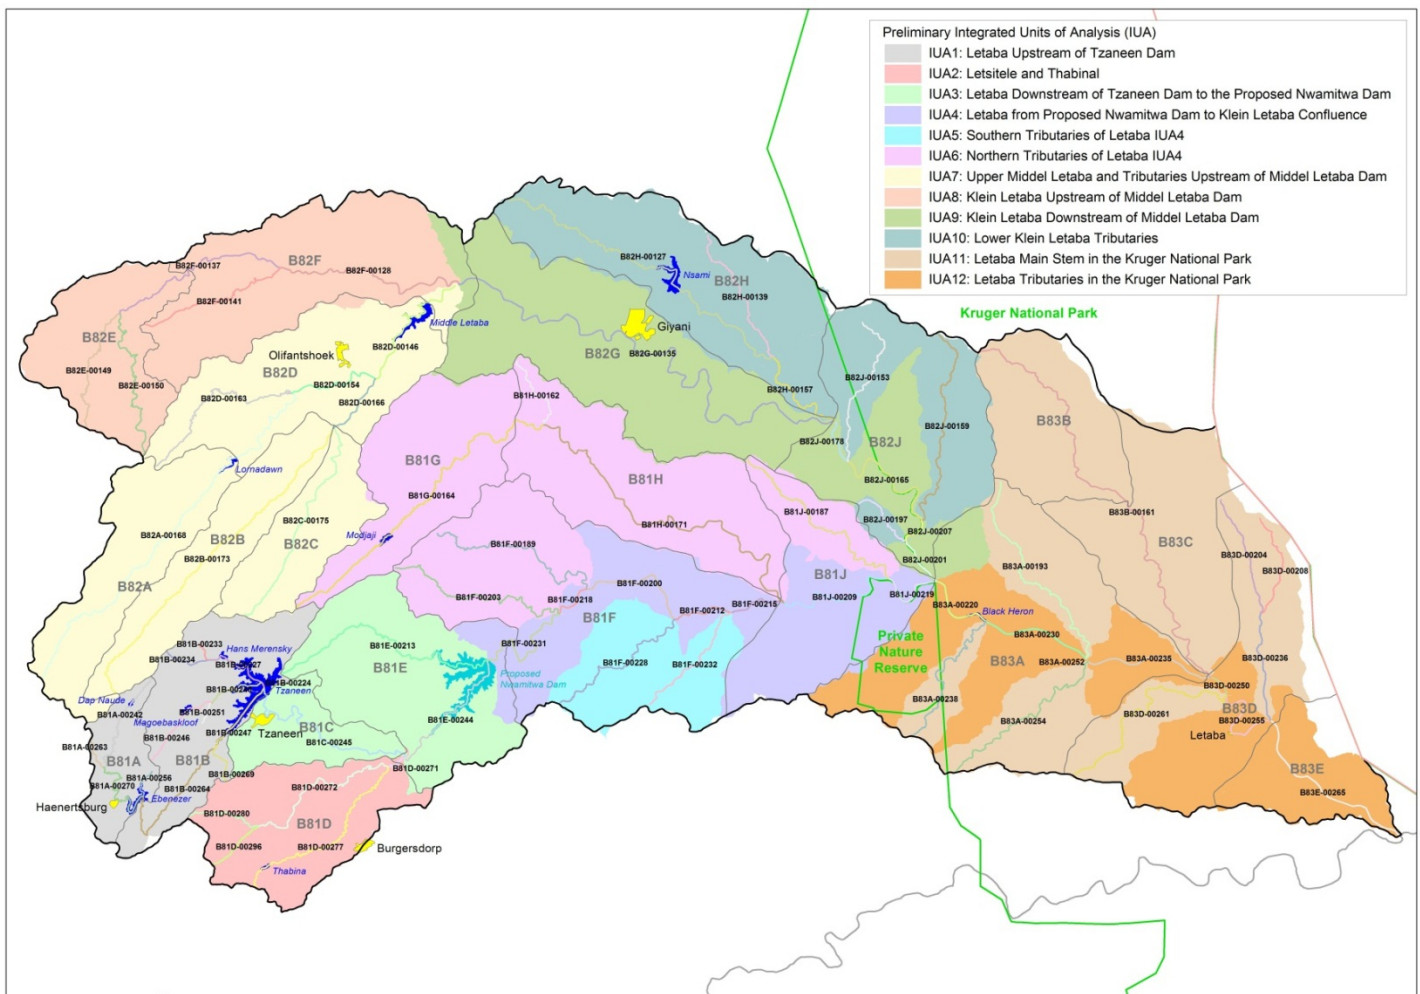 Preliminary Integrated Units of Analysis (IUA)
IUA1: Letaba Upstream of Tzaneen Dam
IUA2: Letsitele and Thabinal
IUA3: Letaba Downstream of Tzaneen Dam to the Proposed Nwamitwa Dam
IUA4: Letaba from Proposed Nwamitwa Dam to Klein Letaba Confluence
IUA5: Southern Tributaries of Letaba IUA4
IUA6: Northern Tributaries of Letaba IUA4
IUA7: Upper Middel Letaba and Tributaries Upstream of Middel Letaba Dam
IUA8: Klein Letaba Upstream of Middel Letaba Dam
IUA9: Klein Letaba Downstream of Middel Letaba Dam
IUA10: Lower Klein Letaba Tributaries
IUA11: Letaba Main Stem in the Kruger National Park
IUA12: Letaba Tributaries in the Kruger National Park
Kruger National Park
B82F
B82F-00137
B82F-00128
B82F-00141
B82E
B82E-00149
B82E-00150
B82H-00127
Nsami
B82H
B82H-00139
Middle Letaba
Olifantshoek
B82D-00146
B82D
B82D-00154
B82D-00163
B82D-00166
Giyani
B82G
B82G-00135
B82H-00157
B82J-00153
B81H-00162
B82J-00178
B82J
B82J-00159
B83B
B81G
Lornadawn
B81G-00164
B81H
B82J-00165
B83B-00161
B81J-00187
B82J-00197
B82J-00207
B82C-00175
B81H-00171
B82A-00168
B82B
B82B-00173
B82C
Modjaji
B81F-00189
B82J-00201
B83C
B83D-00204
B83D-00208
B83A-00193
B82A
B81F-00203
B81F-00200
B81F-00218
B81F
B81F-00212
B81F-00215
B81J
B81J-00209
B81J-00219
B83A-00220
Black Heron
B83A-00230
Private
Nature
Reserve
B81B-00233
B81B-00234
Hans Merensky
B81E-00213
B81E
B81F-00231
B81F-00228
B81F-00232
B83A
B83A-00252
B83A-00235
B83D-00236
B81B-00224
Tzaneen
Proposed
Nwamitwa Dam
B83D-00250
Dap Naude
B81A-00242
Magoebaskloof
B81B-00251
B81E-00244
B83A-00238
B83A-00254
B83D-00261
B83D
B83D-00255
Letaba
B81B-00247
Tzaneen
B81C
B81C-00245
B81B-00246
B81A-00263
B81A
B81B
B81B-00269
B81D-00271
B83E
B81A-00256
B81A-00270
B81B-00264
Ebenezer
Haenertsburg
B81D-00272
B83E-00265
B81D-00280
B81D
B81D-00296
B81D-00277
Burgersdorp
Thabina